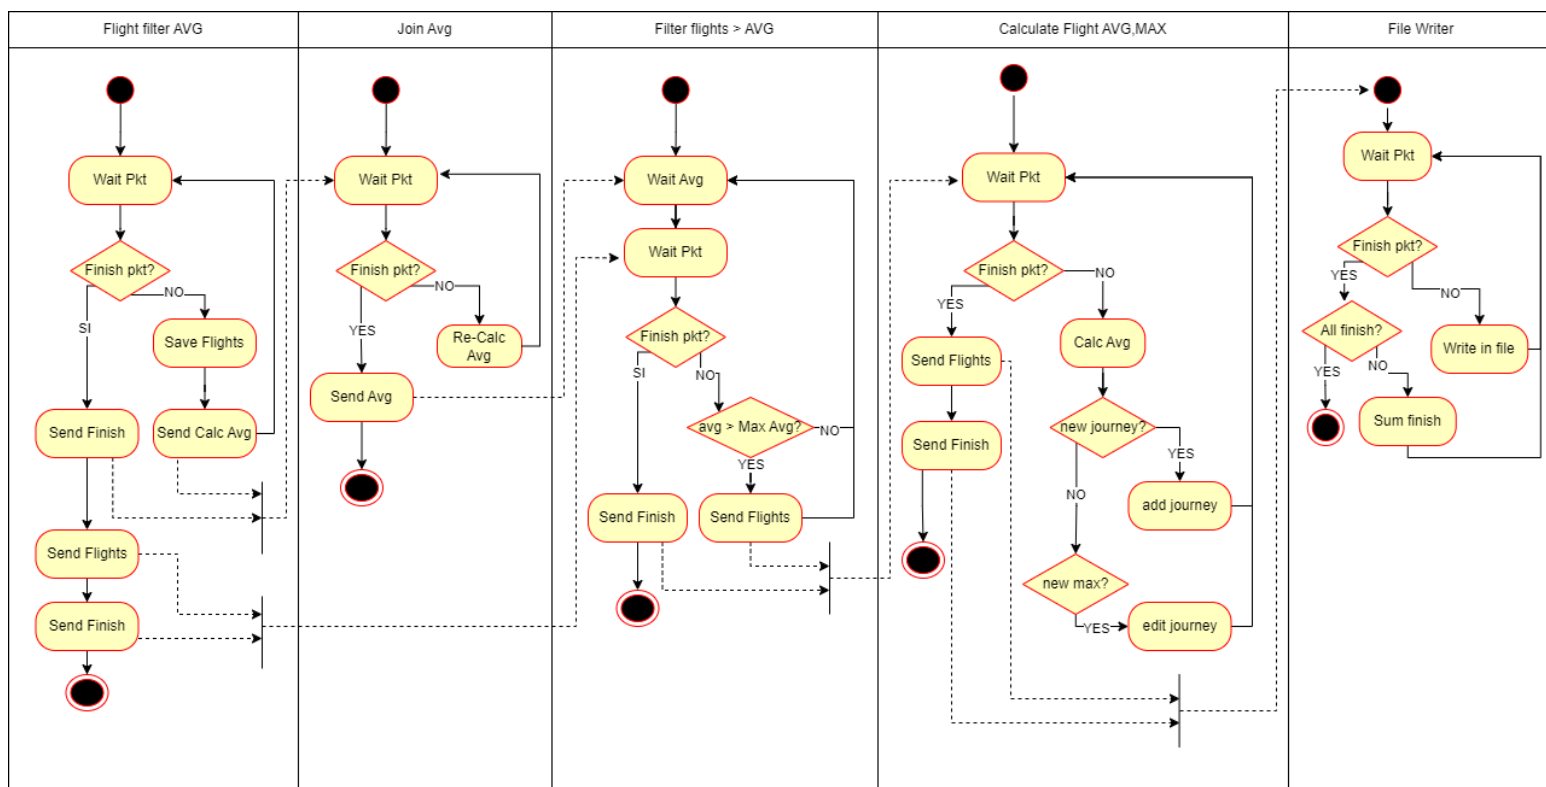 Flight filter AVG
Join Avg
Filter flights > AVG
Calculate Flight AVG,MAX
File Writer
Wait Pkt
Finish pkt?
NO
SI
Save Flights
Send Finish
Send Calc Avg
Send Flights
Send Finish
Wait Pkt
Finish pkt?
NO
YES
Re-Calc
Avg
Send Avg
Wait Avg
Wait Pkt
Finish pkt?
SI
NO
avg > Max Avg?
NO
YES
Send Finish
Send Flights
Wait Pkt
Finish pkt?
NO
YES
Send Flights
Calc Avg
Send Finish
new journey?
YES
NO
add journey
new max?
YES
edit journey
Wait Pkt
Finish pkt?
YES
NO
All finish?
Write in file
YES
NO
Sum finish